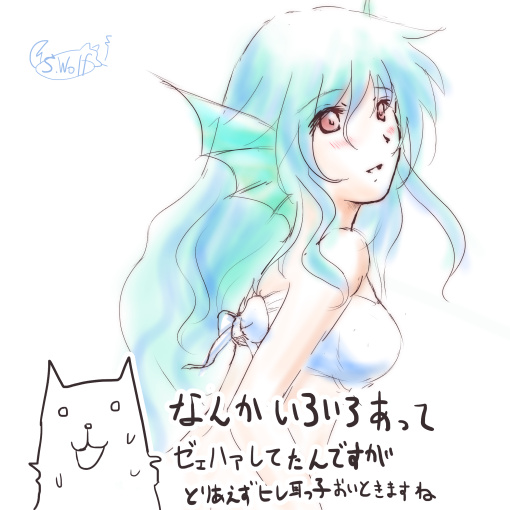 S.Wolf
なんかいろいろあって
ゼェハァしてたんですが
とりあえずヒレ耳っ子おいときますね